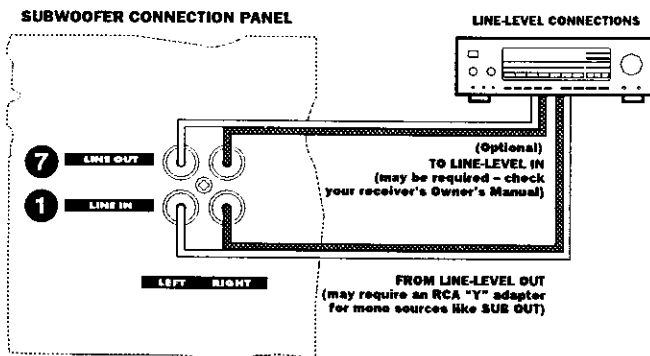 SUBWOOFER CONNECTION PANEL
LINE-LEVEL CONNECTIONS
7 LINE OUT
(Optional)
TO LINE-LEVEL IN
(may be required – check
your receiver's Owner's Manual)
1 LINE IN
LEFT RIGHT
FROM LINE-LEVEL OUT
(may require an RCA "Y" adapter
for mono sources like SUB OUT)